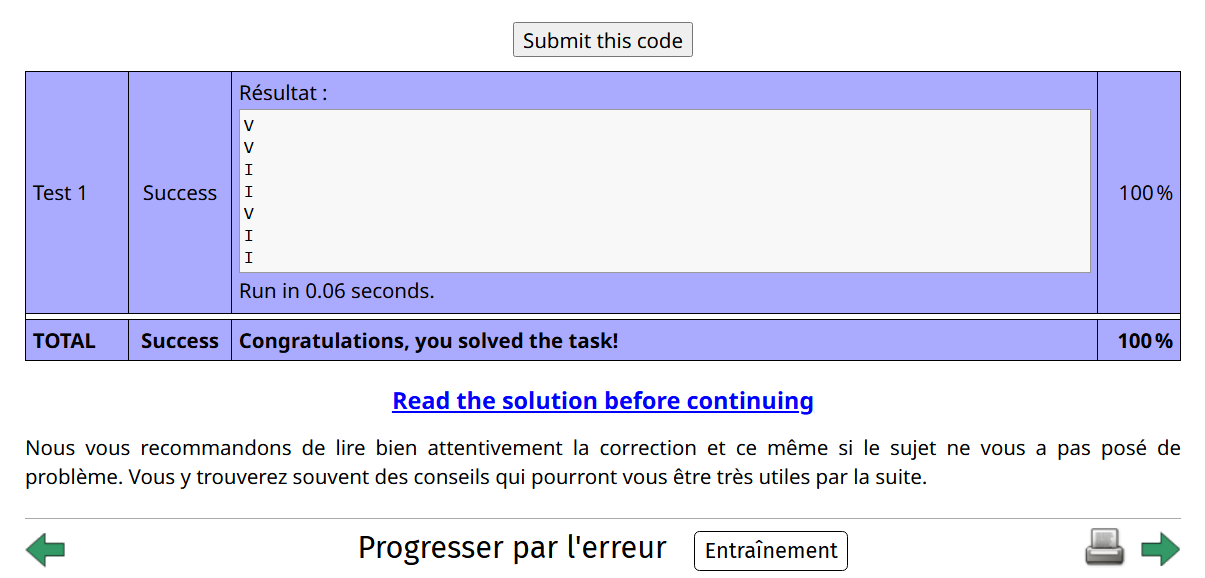 Submit this code
Résultat :
V
V
I
I
V
I
I
Test 1
Success
100 %
Run in 0.06 seconds.
TOTAL
Success
Congratulations, you solved the task!
100 %
Read the solution before continuing
Nous vous recommandons de lire bien attentivement la correction et ce même si le sujet ne vous a pas posé de
problème. Vous y trouverez souvent des conseils qui pourront vous être très utiles par la suite.
Progresser par l'erreur
Entraînement